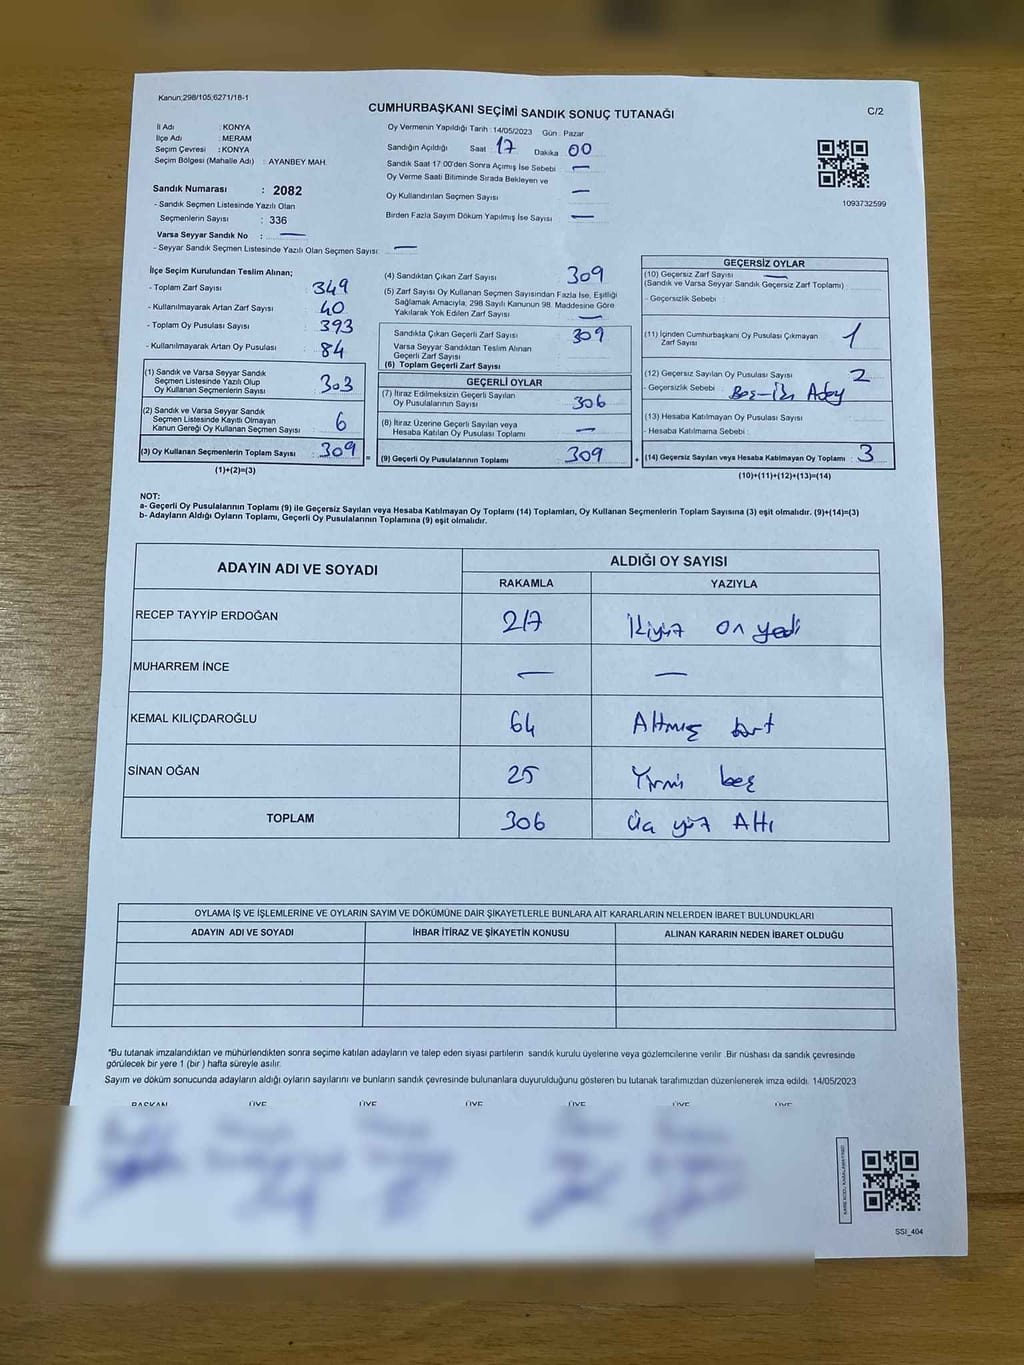 Kanun:298/105,6271/18-1
CUMHURBAŞKANI SEÇİMİ SANDIK SONUÇ TUTANAĞI
C/2
İl Adı : KONYA
İlçe Adı : MERAM
Seçim Çevresi : KONYA
Seçim Bölgesi (Mahalle Adı) : AYANBEY MAH.
Sandık Numarası : 2082
- Sandık Seçmen Listesinde Yazılı Olan
Seçmenlerin Sayısı : 336
Varsa Seyyar Sandık No : —
- Seyyar Sandık Seçmen Listesinde Yazılı Olan Seçmen Sayısı: —
Oy Vermenin Yapıldığı Tarih :14/05/2023 Gün : Pazar
Sandığın Açıldığı Saat 17 Dakika 00
Sandık Saat 17.00'den Sonra Açımış İse Sebebi : —
Oy Verme Saati Bitiminde Sırada Bekleyen ve
Oy Kullandırılan Seçmen Sayısı : —
Birden Fazla Sayım Döküm Yapılmış İse Sayısı : —
1093732599
İlçe Seçim Kurulundan Teslim Alınan;
- Toplam Zarf Sayısı : 349
- Kullanılmayarak Artan Zarf Sayısı : 40
- Toplam Oy Pusulası Sayısı : 393
- Kullanılmayarak Artan Oy Pusulası : 84
(1) Sandık ve Varsa Seyyar Sandık
Seçmen Listesinde Yazılı Olup
Oy Kullanan Seçmenlerin Sayısı : 303
(2) Sandık ve Varsa Seyyar Sandık
Seçmen Listesinde Kayıtlı Olmayan
Kanun Gereği Oy Kullanan Seçmen Sayısı : 6
(3) Oy Kullanan Seçmenlerin Toplam Sayısı : 309
(1)+(2)=(3)
(4) Sandıktan Çıkan Zarf Sayısı : 309
(5) Zarf Sayısı Oy Kullanan Seçmen Sayısından Fazla İse, Eşitliği
Sağlamak Amacıyla; 298 Sayılı Kanunun 98. Maddesine Göre
Yakılarak Yok Edilen Zarf Sayısı : —
Sandıkta Çıkan Geçerli Zarf Sayısı : 309
Varsa Seyyar Sandıktan Teslim Alınan
Geçerli Zarf Sayısı :
(6) Toplam Geçerli Zarf Sayısı :
GEÇERLİ OYLAR
(7) İtiraz Edilmeksizin Geçerli Sayılan
Oy Pusulalarının Sayısı : 306
(8) İtiraz Üzerine Geçerli Sayılan ve
Hesaba Katılan Oy Pusulaları Toplamı : —
(9) Geçerli Oy Pusulalarının Toplamı : 309
GEÇERSİZ OYLAR
(10) Geçersiz Zarf Sayısı : —
(Sandık ve Varsa Seyyar Sandık Geçersiz Zarf Toplamı)
- Geçersizlik Sebebi :
(11) İçinden Cumhurbaşkanı Oy Pusulası Çıkmayan
Zarf Sayısı : 1
(12) Geçersiz Sayılan Oy Pusulası Sayısı : 2
- Geçersizlik Sebebi : Boş-İki Aday
(13) Hesaba Katılmayan Oy Pusulası Sayısı :
- Hesaba Katılmama Sebebi :
(14) Geçersiz Sayılan veya Hesaba Katılmayan Oy Toplamı : 3
(10)+(11)+(12)+(13)=(14)
NOT:
a- Geçerli Oy Pusulalarının Toplamı (9) ile Geçersiz Sayılan veya Hesaba Katılmayan Oy Toplamı (14) Toplamları, Oy Kullanan Seçmenlerin Toplam Sayısına (3) eşit olmalıdır. (9)+(14)=(3)
b- Adayların Aldığı Oyların Toplamı, Geçerli Oy Pusulalarının Toplamına (9) eşit olmalıdır.
ADAYIN ADI VE SOYADI
ALDIĞI OY SAYISI
RAKAMLA YAZIYLA
RECEP TAYYİP ERDOĞAN 217 İkiyüz on yedi
MUHARREM İNCE — —
KEMAL KILIÇDAROĞLU 64 Altmış dört
SİNAN OĞAN 25 Yirmi beş
TOPLAM 306 Üç yüz Altı
OYLAMA İŞ VE İŞLEMLERİNE VE OYLARIN SAYIM VE DÖKÜMÜNE DAİR ŞİKAYETLERLE BUNLARA AİT KARARLARIN NELERDEN İBARET BULUNDUKLARI
ADAYIN ADI VE SOYADI İHBAR İTİRAZ VE ŞİKAYETİN KONUSU ALINAN KARARIN NEDEN İBARET OLDUĞU
*Bu tutanak imzalandıktan ve mühürlendikten sonra seçime katılan adayların ve talep eden siyasi partilerin sandık kurulu üyelerine veya gözlemcilerine verilir .Bir nüshası da sandık çevresinde
görülecek bir yere 1 (bir ) hafta süreyle asılır.
Sayım ve döküm sonucunda adayların aldığı oyların sayılarını ve bunların sandık çevresinde bulunanlara duyurulduğunu gösteren bu tutanak tarafımızdan düzenlenerek imza edildi. 14/05/2023
BAŞKAN ÜYE ÜYE ÜYE ÜYE ÜYE ÜYE
SSI_404